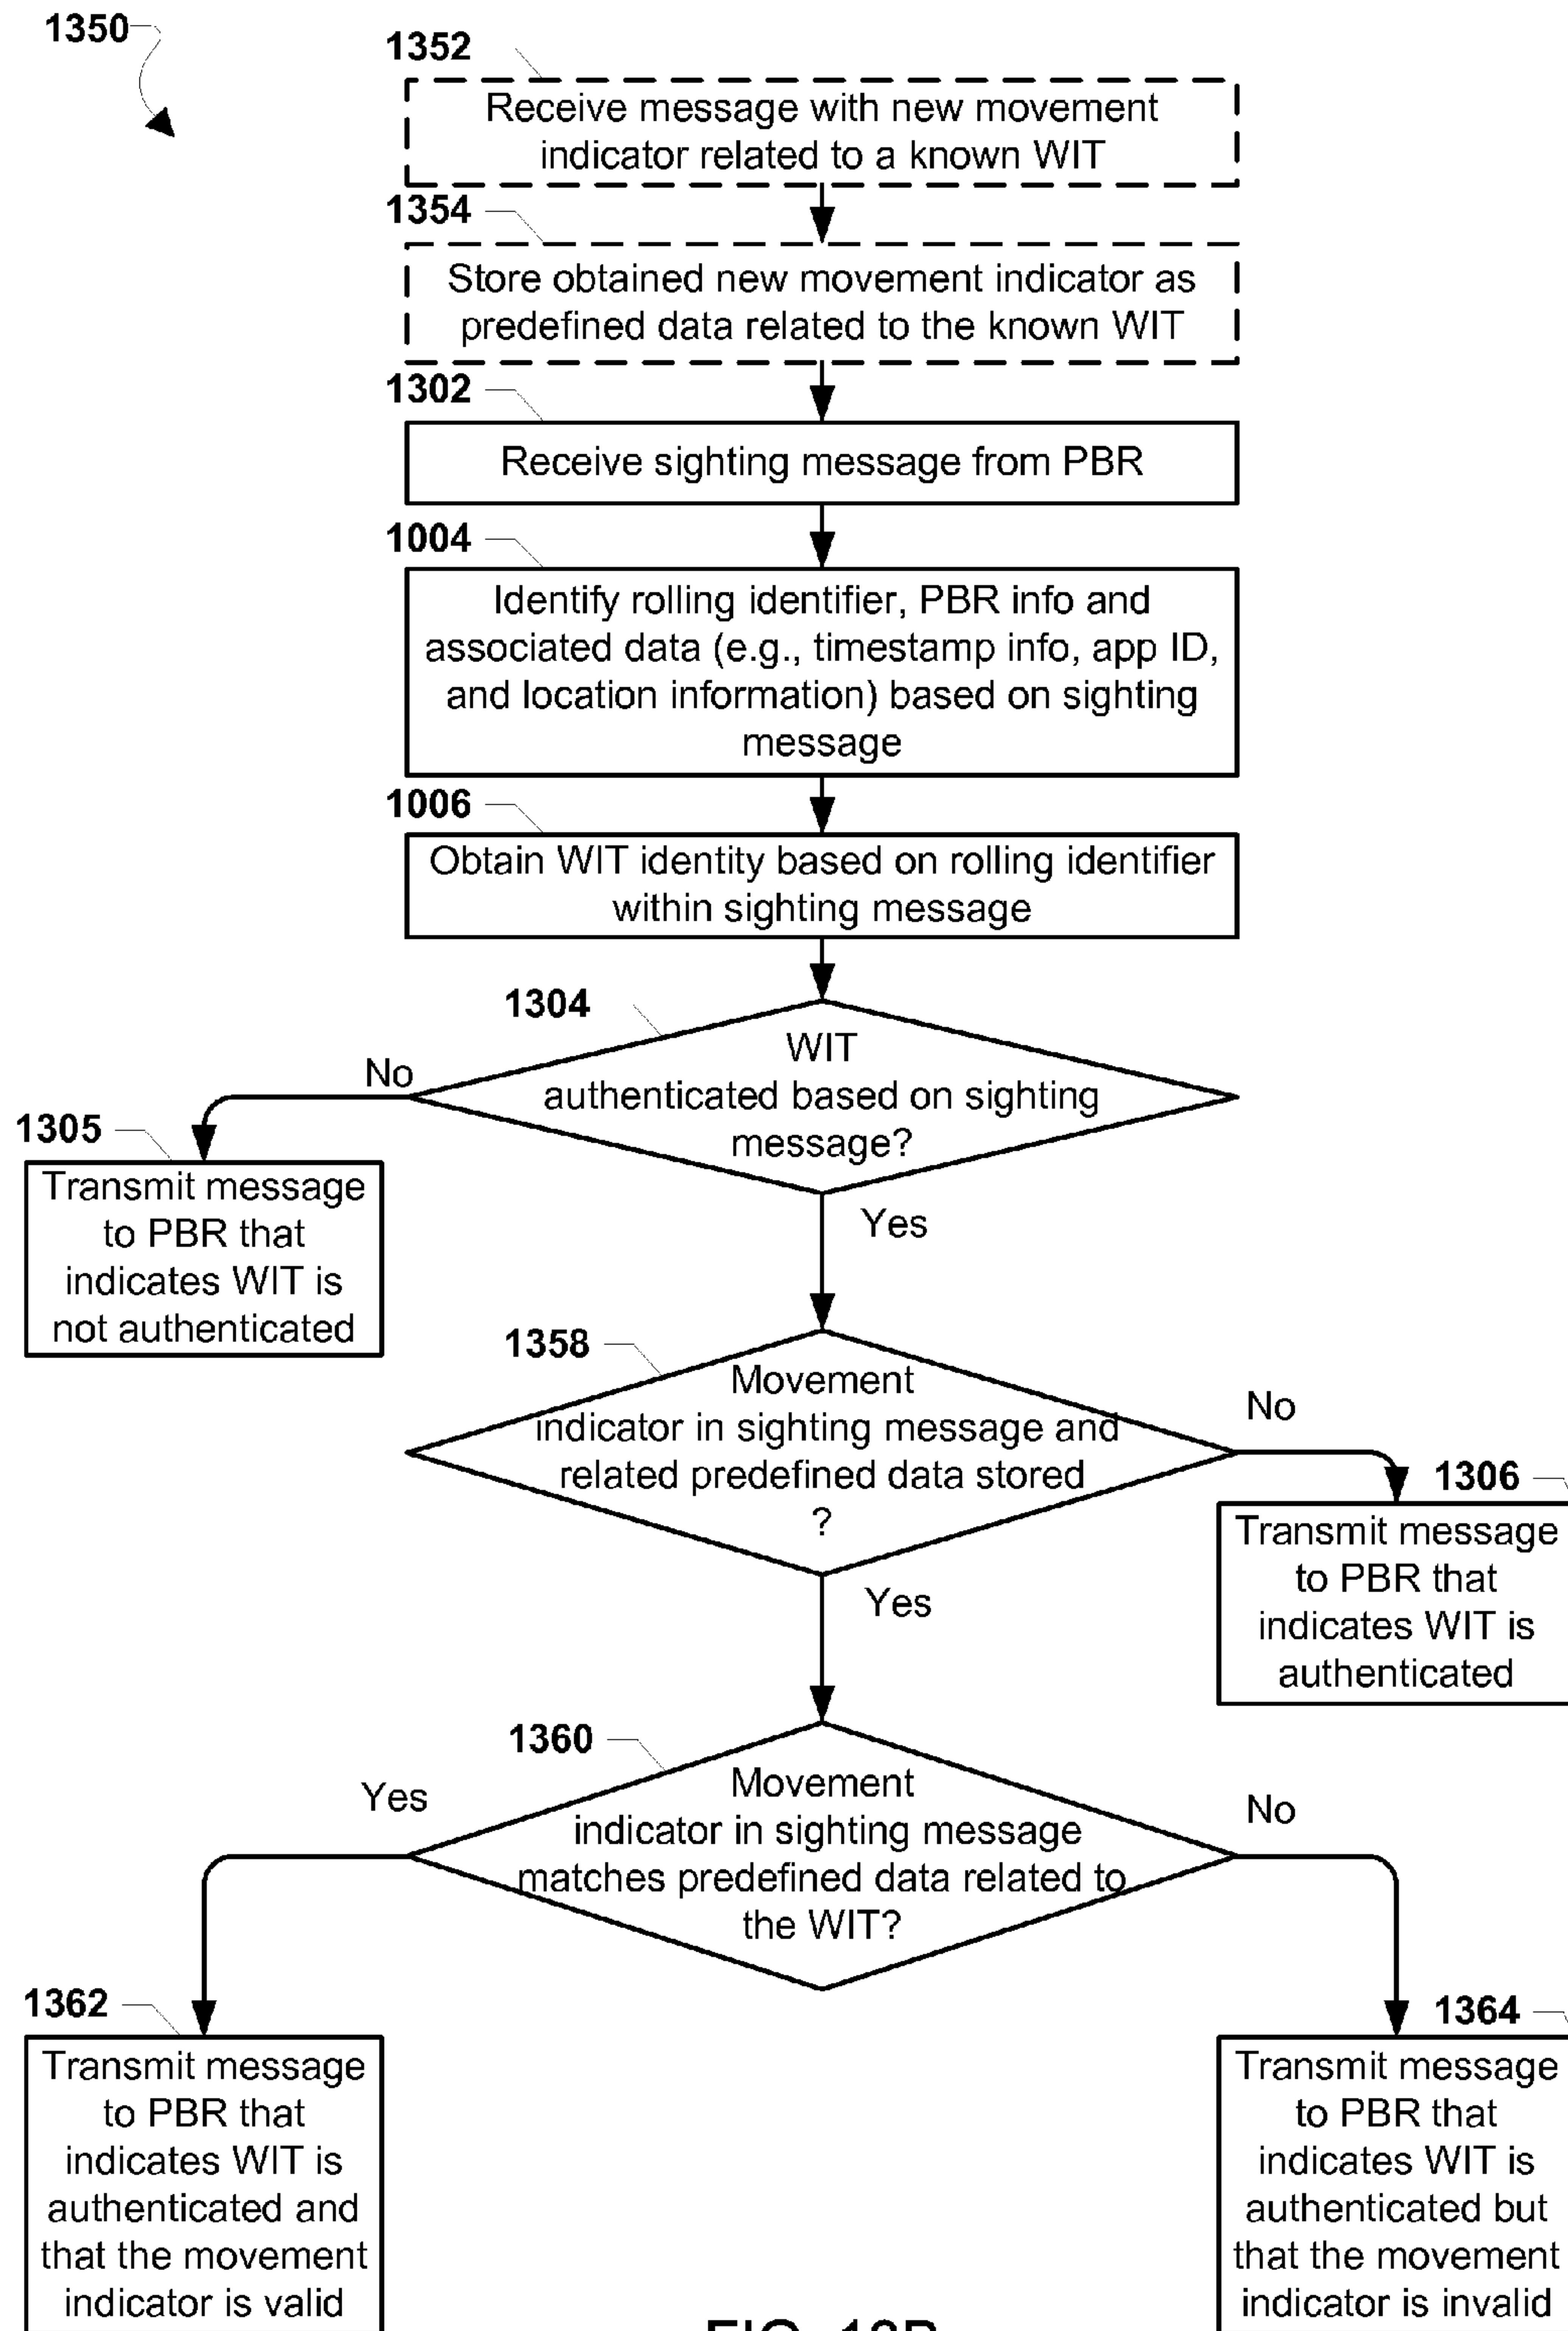 1350
1352
Receive message with new movement
indicator related to a known WIT
1354
Store obtained new movement indicator as
predefined data related to the known WIT
1302
Receive sighting message from PBR
1004
Identify rolling identifier, PBR info and
associated data (e.g., timestamp info, app ID,
and location information) based on sighting
message
1006
Obtain WIT identity based on rolling identifier
within sighting message
1304
WIT
authenticated based on sighting
message?
No
Yes
1305
Transmit message
to PBR that
indicates WIT is
not authenticated
1358
Movement
indicator in sighting message and
related predefined data stored
?
No
Yes
1306
Transmit message
to PBR that
indicates WIT is
authenticated
1360
Movement
indicator in sighting message
matches predefined data related to
the WIT?
Yes
No
1362
Transmit message
to PBR that
indicates WIT is
authenticated and
that the movement
indicator is valid
1364
Transmit message
to PBR that
indicates WIT is
authenticated but
that the movement
indicator is invalid